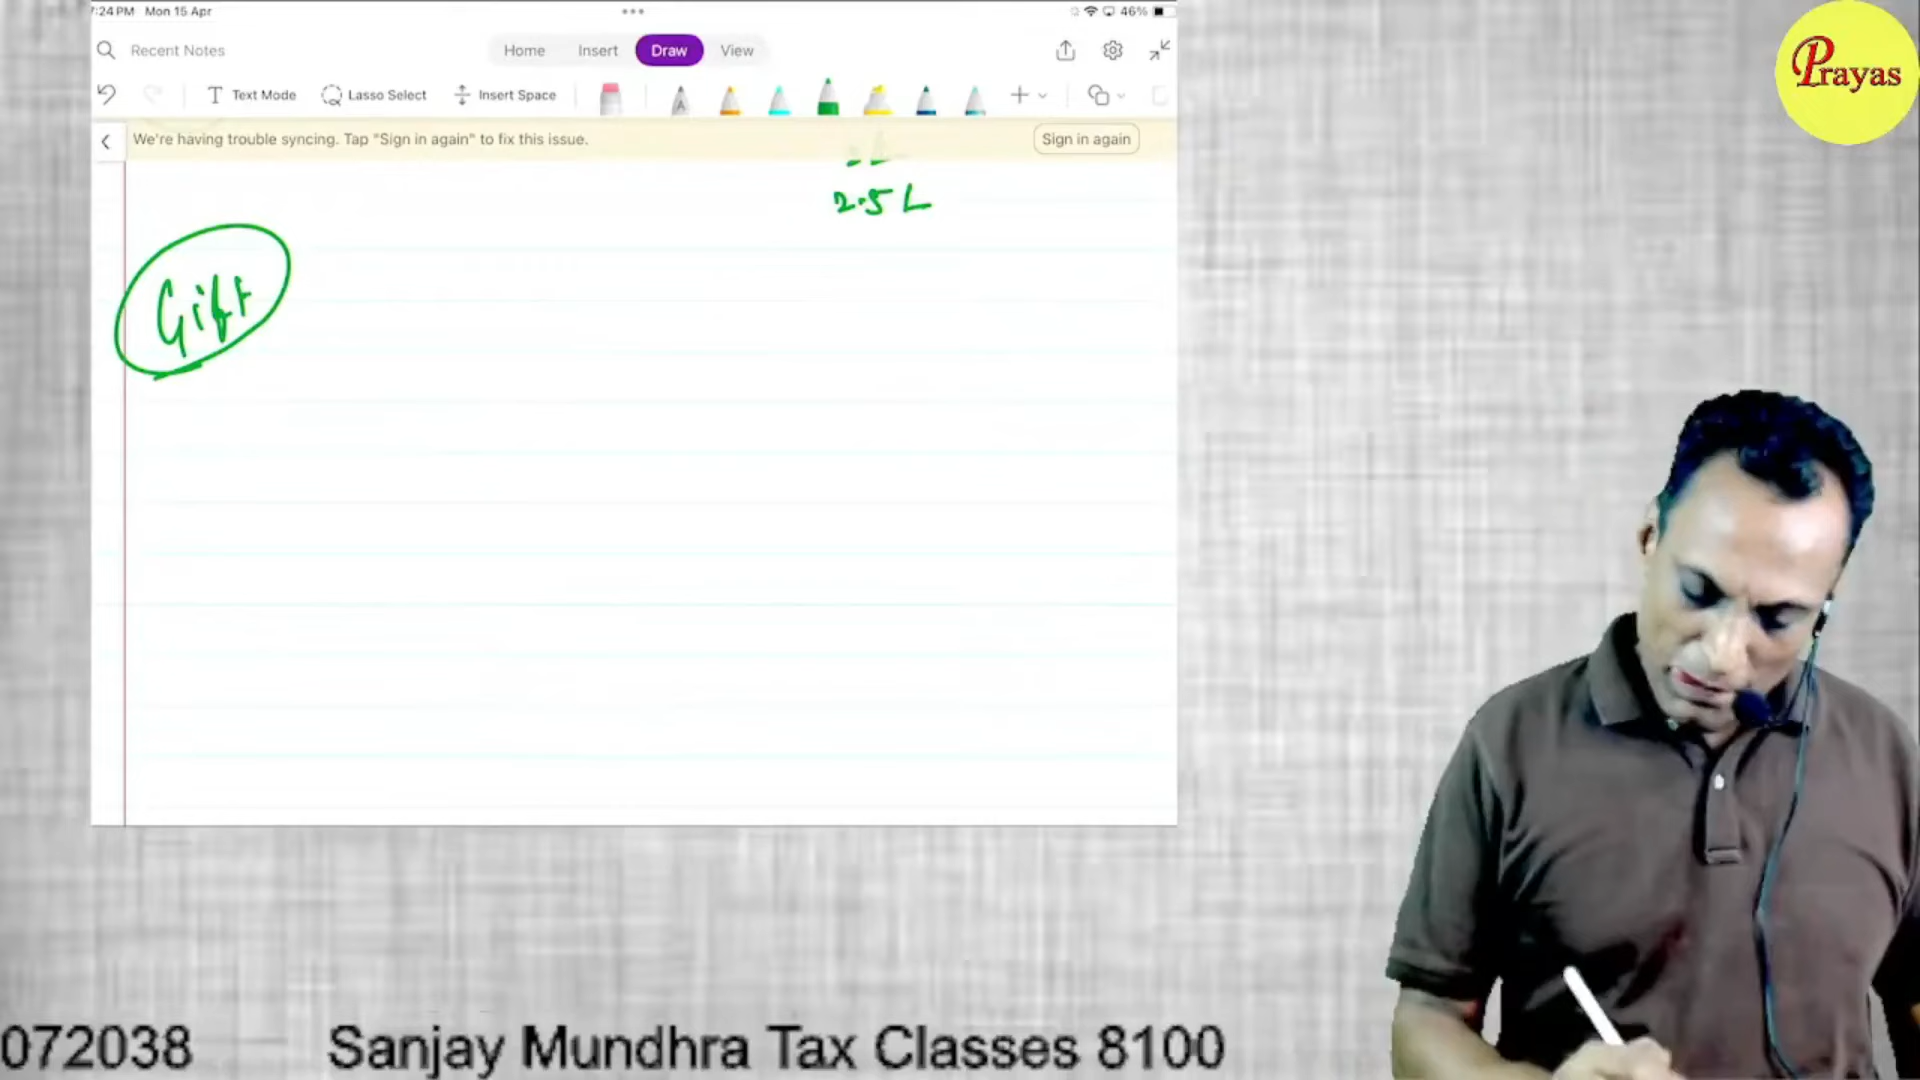 7:24 PM Mon 15 Apr
46%
Prayas
Recent Notes
Home Insert Draw View
Text Mode Lasso Select Insert Space
A
We're having trouble syncing. Tap "Sign in again" to fix this issue.
Sign in again
2.5 L
Gift
072038 Sanjay Mundhra Tax Classes 8100